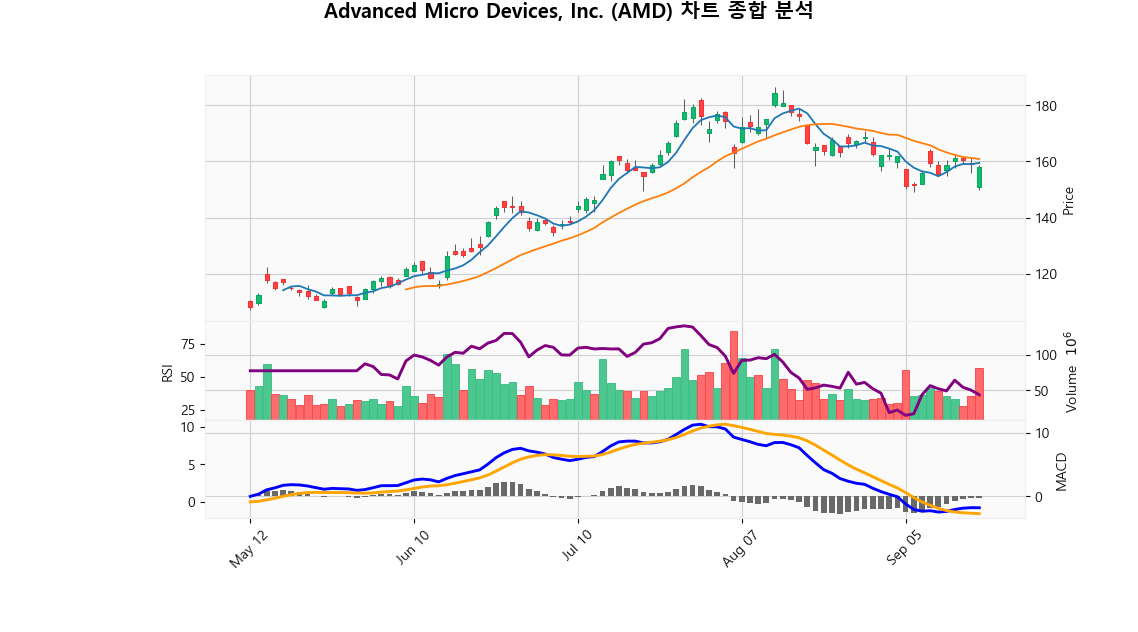 Advanced Micro Devices, Inc. (AMD) 차트 종합 분석
180
160
140
120
Price
75
50
25
RSI
100
50
Volume 10^6
10
5
0
10
0
MACD
May 12
Jun 10
Jul 10
Aug 07
Sep 05